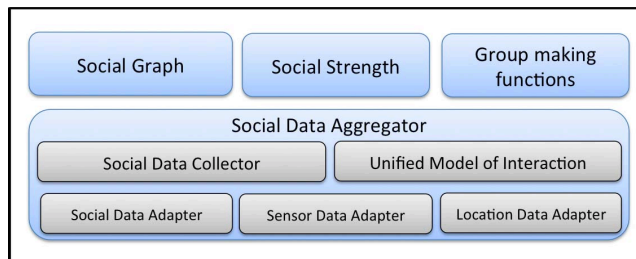 Social Graph
Social Strength
Group making
functions
Social Data Aggregator
Social Data Collector
Unified Model of Interaction
Social Data Adapter
Sensor Data Adapter
Location Data Adapter